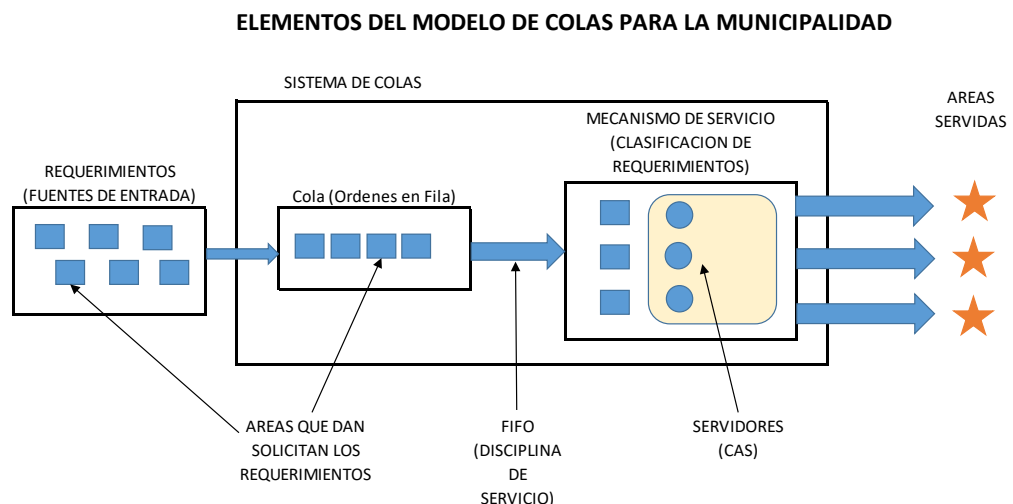 ELEMENTOS DEL MODELO DE COLAS PARA LA MUNICIPALIDAD
SISTEMA DE COLAS
AREAS
SERVIDAS
MECANISMO DE SERVICIO
(CLASIFICACION DE
REQUERIMIENTOS)
REQUERIMIENTOS
(FUENTES DE ENTRADA)
Cola (Ordenes en Fila)
AREAS QUE DAN
SOLICITAN LOS
REQUERIMIENTOS
FIFO
(DISCIPLINA
DE
SERVICIO)
SERVIDORES
(CAS)